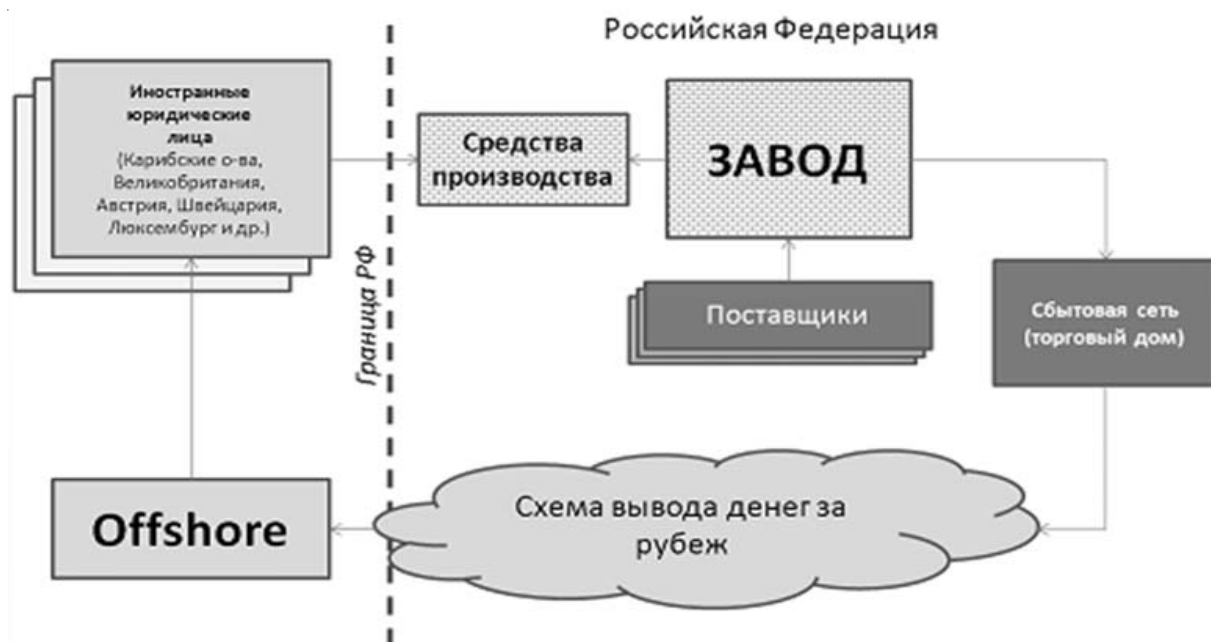 Российская Федерация
Иностранные
юридические
лица
(Карибские о-ва,
Великобритания,
Австрия, Швейцария,
Люксембург и др.)
Средства
производства
ЗАВОД
Граница РФ
Поставщики
Сбытовая сеть
(торговый дом)
Offshore
Схема вывода денег за
рубеж